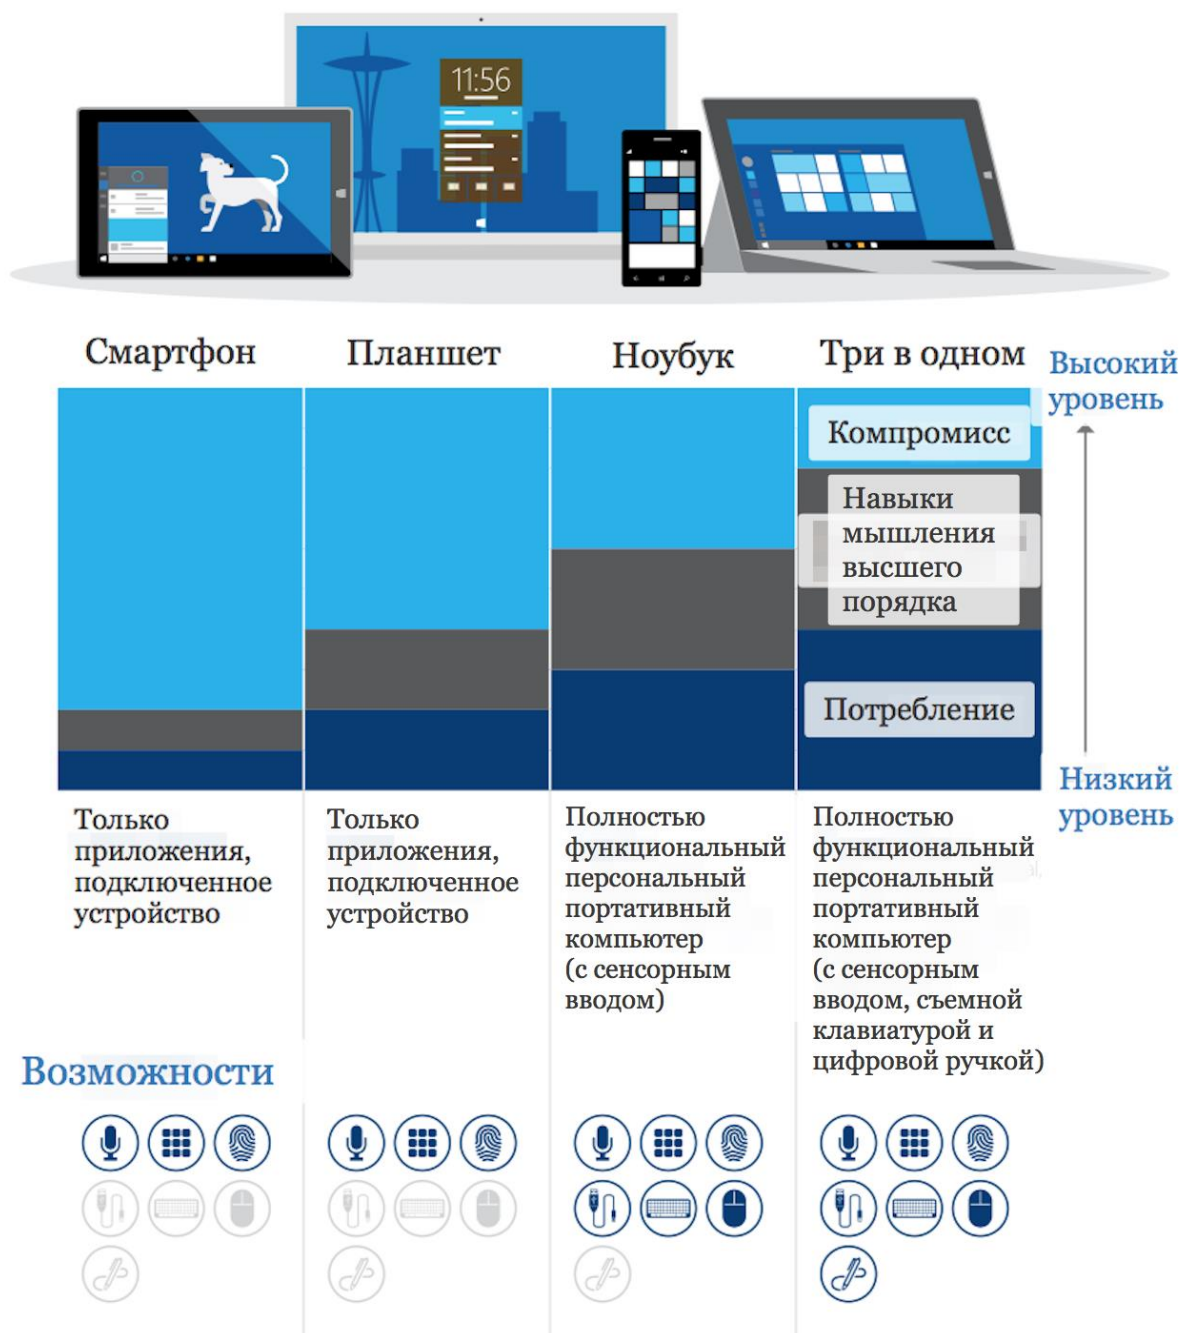 11:56
Смартфон
Планшет
Ноубук
Три в одном
Высокий
уровень
Компромисс
Навыки
мышления
высшего
порядка
Потребление
Низкий
уровень
Только
приложения,
подключенное
устройство
Только
приложения,
подключенное
устройство
Полностью
функциональный
персональный
портативный
компьютер
(с сенсорным
вводом)
Полностью
функциональный
персональный
портативный
компьютер
(с сенсорным
вводом, съемной
клавиатурой и
цифровой ручкой)
Возможности